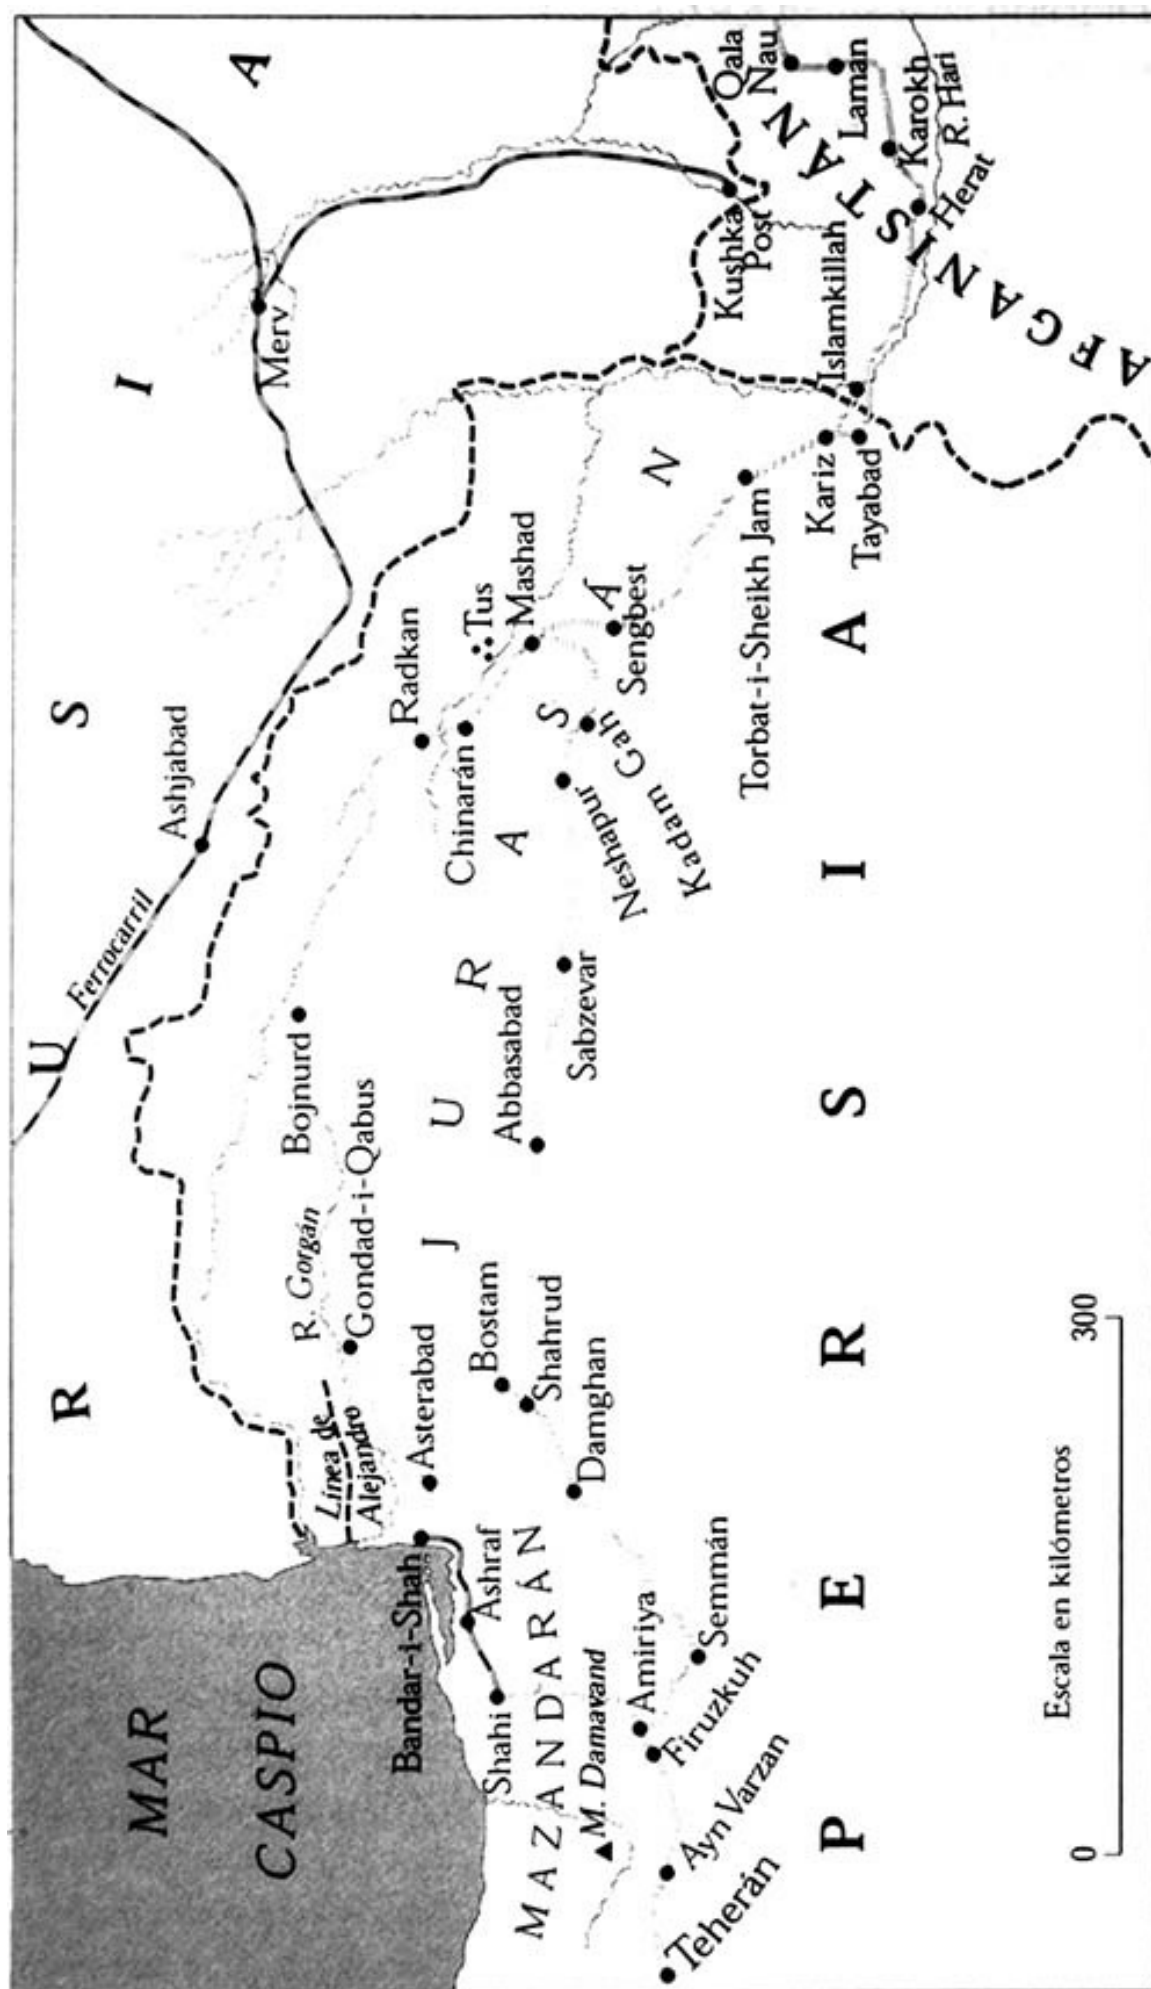 R U S I A
MAR
CASPIO
Ferrocarril
Ashjabad
Merv
Línea de
Alejandro
R. Gorgán
Gondad-i-Qabus
Bojnurd
Radkan
Chinarán
Tus
Mashad
Bandar-i-Shah
Asterabad
Ashraf
Shahi
MAZANDARÁN
M. Damavand
JURASÁN
Bostam
Shahrud
Damghan
Abbasabad
Sabzevar
Neshapur
Kadam Gah
Sengbest
Torbat-i-Sheikh Jam
Kariz
Tayabad
Islamkillah
Kushka
Post
Qala
Nau
Laman
Karokh
R. Hari
Herat
AFGANISTÁN
Amiriya
Firuzkuh
Semmán
Ayn Varzan
Teherán
PERSIA
Escala en kilómetros
0
300